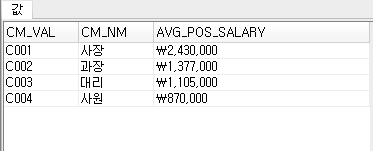 값
CM_VAL CM_NM AVG_POS_SALARY
C001 사장 ₩2,430,000
C002 과장 ₩1,377,000
C003 대리 ₩1,105,000
C004 사원 ₩870,000